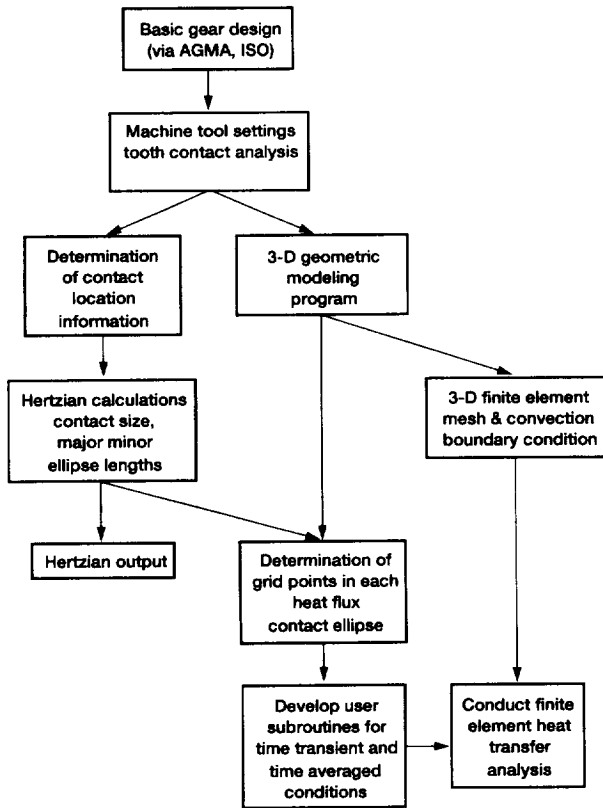 Basic gear design
(via AGMA, ISO)
Machine tool settings
tooth contact analysis
Determination
of contact
location
information
3-D geometric
modeling
program
Hertzian calculations
contact size,
major minor
ellipse lengths
3-D finite element
mesh & convection
boundary condition
Hertzian output
Determination of
grid points in each
heat flux
contact ellipse
Develop user
subroutines for
time transient and
time averaged
conditions
Conduct finite
element heat
transfer
analysis